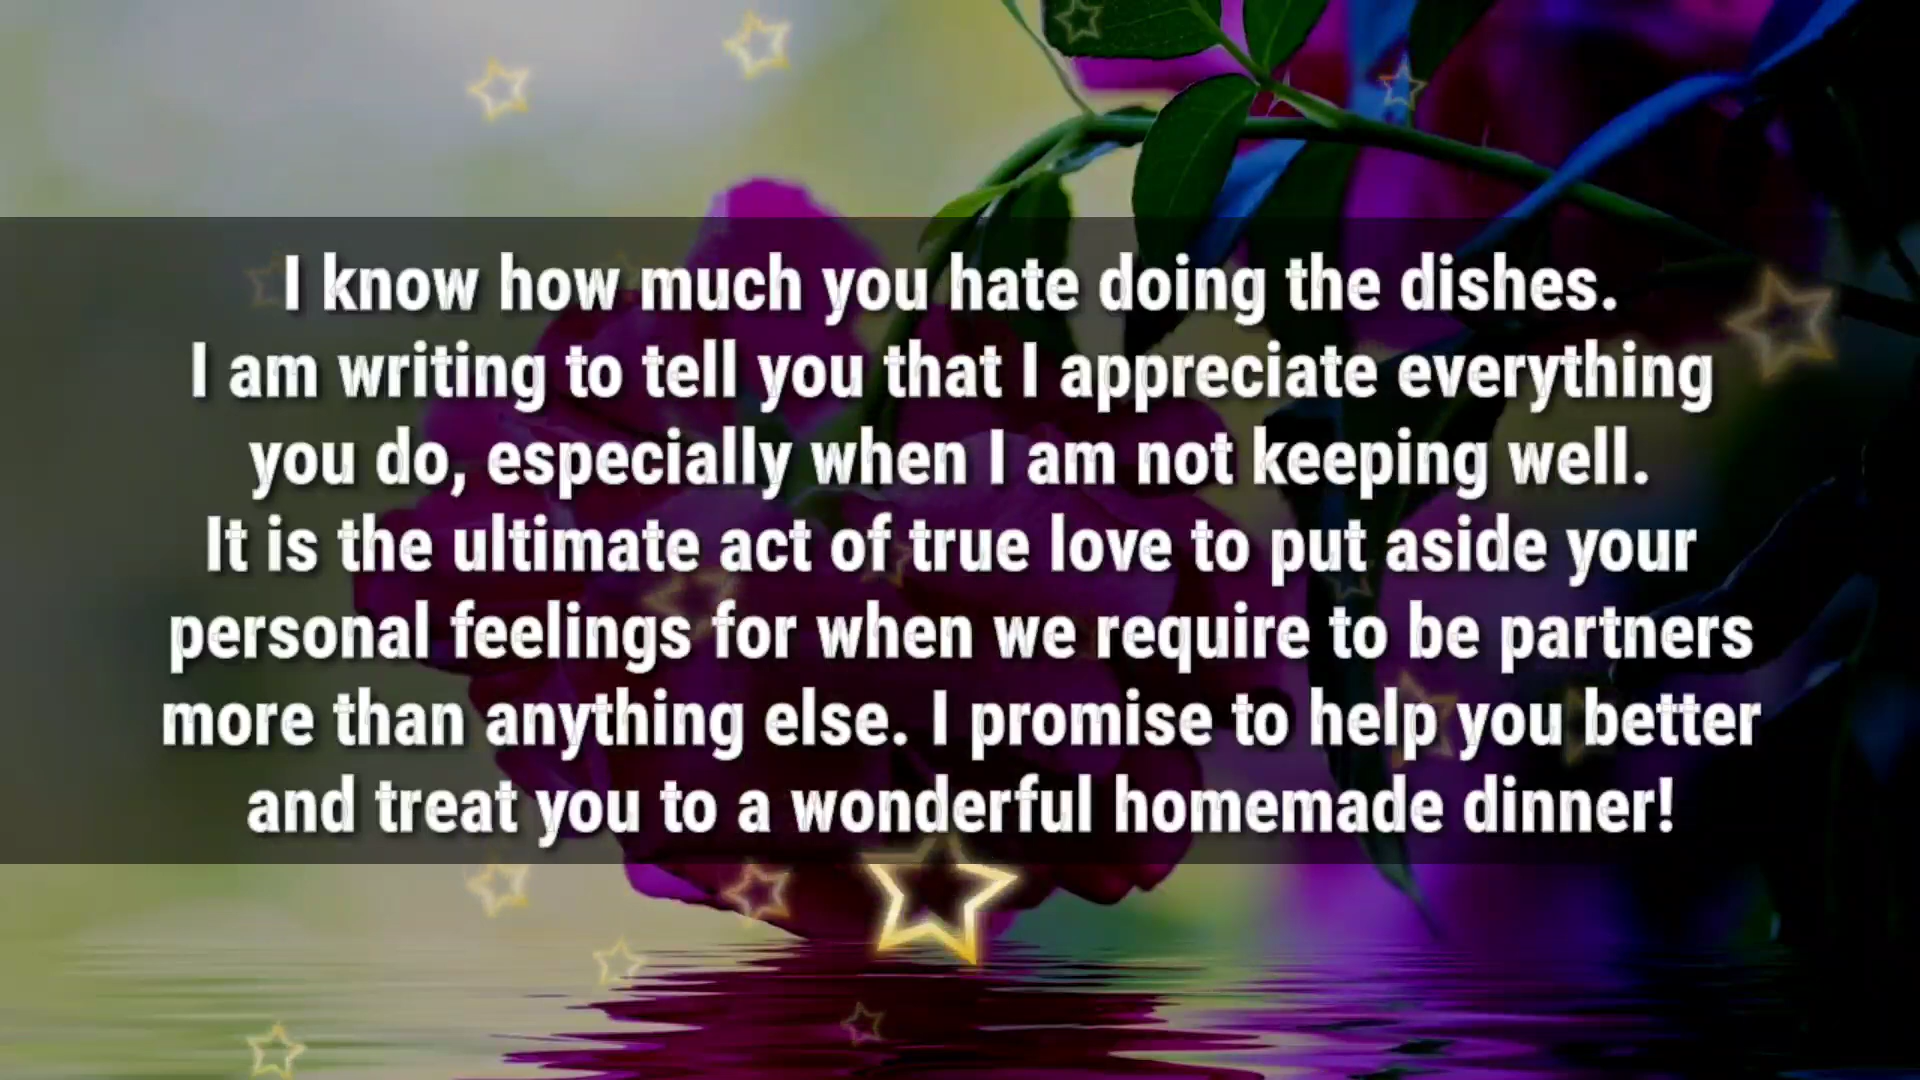 I know how much you hate doing the dishes.
I am writing to tell you that I appreciate everything
you do, especially when I am not keeping well.
It is the ultimate act of true love to put aside your
personal feelings for when we require to be partners
more than anything else. I promise to help you better
and treat you to a wonderful homemade dinner!